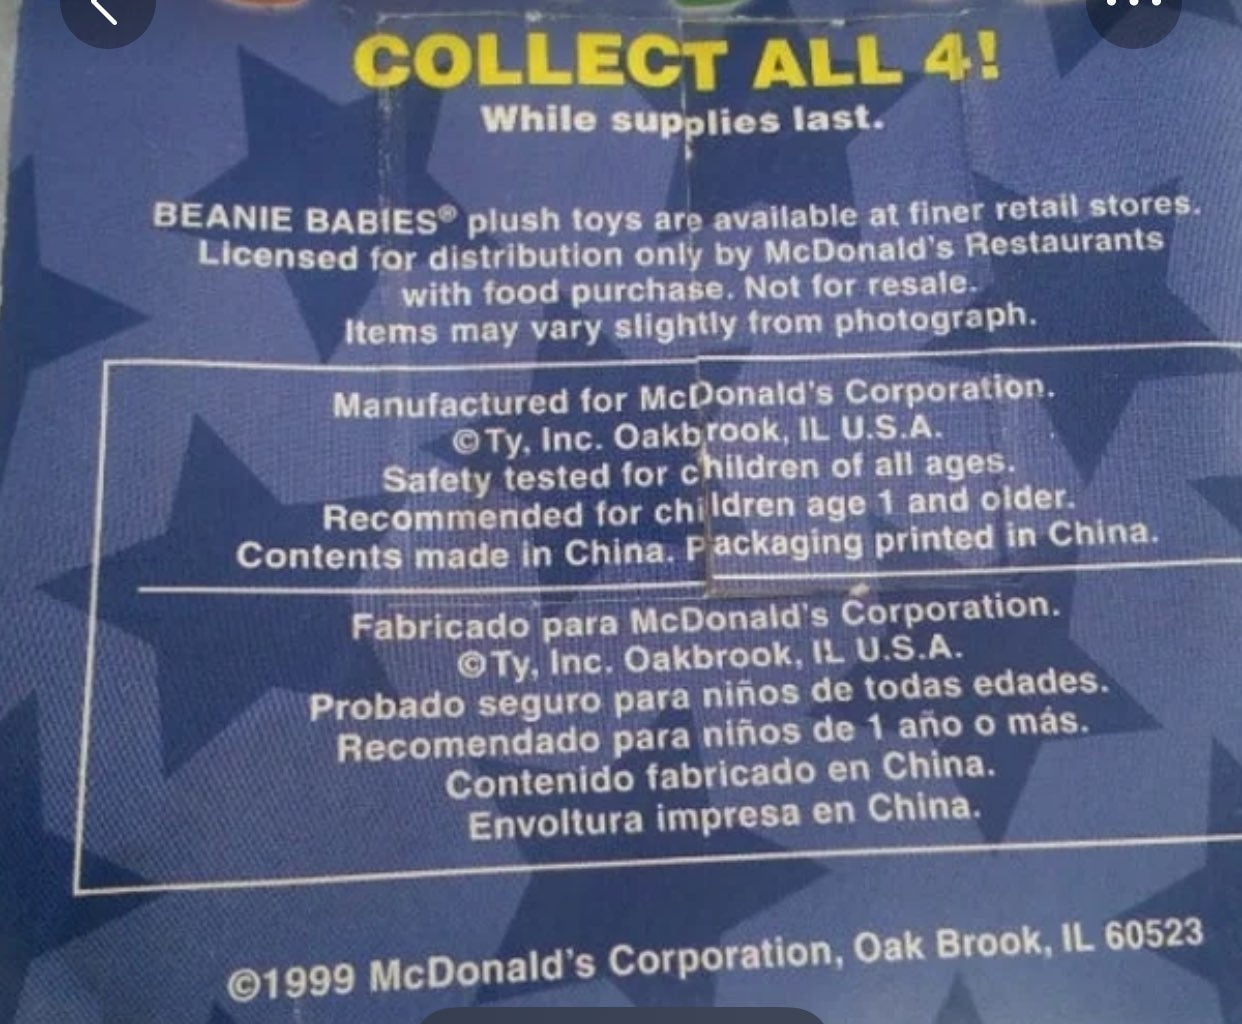 COLLECT ALL 4!
While supplies last.
BEANIE BABIES® plush toys are available at finer retail stores.
Licensed for distribution only by McDonald's Restaurants
with food purchase. Not for resale.
Items may vary slightly from photograph.
Manufactured for McDonald's Corporation.
©Ty, Inc. Oakbrook, IL U.S.A.
Safety tested for children of all ages.
Recommended for children age 1 and older.
Contents made in China. Packaging printed in China.
Fabricado para McDonald's Corporation.
©Ty, Inc. Oakbrook, IL U.S.A.
Probado seguro para niños de todas edades.
Recomendado para niños de 1 año o más.
Contenido fabricado en China.
Envoltura impresa en China.
©1999 McDonald's Corporation, Oak Brook, IL 60523